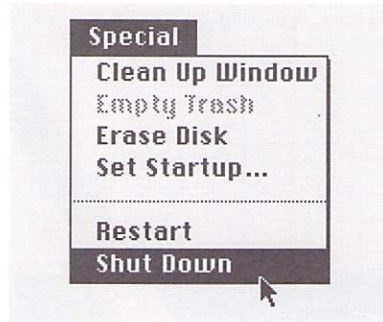 Special
Clean Up Window
Empty Trash
Erase Disk
Set Startup...
Restart
Shut Down